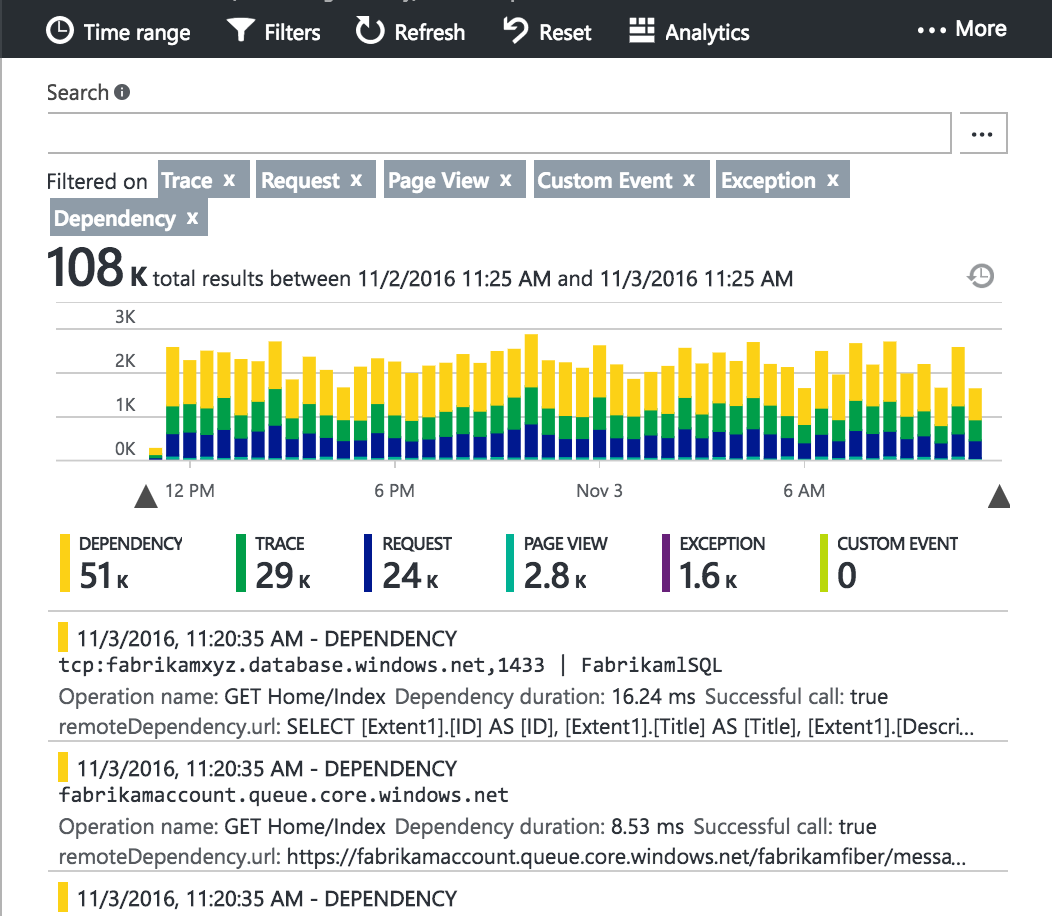 Time range Filters Refresh Reset Analytics More
Search
Filtered on Trace x Request x Page View x Custom Event x Exception x
Dependency x
108 K total results between 11/2/2016 11:25 AM and 11/3/2016 11:25 AM
3K
2K
1K
0K
12 PM 6 PM Nov 3 6 AM
DEPENDENCY TRACE REQUEST PAGE VIEW EXCEPTION CUSTOM EVENT
51 K 29 K 24 K 2.8 K 1.6 K 0
11/3/2016, 11:20:35 AM - DEPENDENCY
tcp:fabrikamxyz.database.windows.net,1433 | FabrikamlSQL
Operation name: GET Home/Index Dependency duration: 16.24 ms Successful call: true
remoteDependency.url: SELECT [Extent1].[ID] AS [ID], [Extent1].[Title] AS [Title], [Extent1].[Descri...
11/3/2016, 11:20:35 AM - DEPENDENCY
fabrikamaccount.queue.core.windows.net
Operation name: GET Home/Index Dependency duration: 8.53 ms Successful call: true
remoteDependency.url: https://fabrikamaccount.queue.core.windows.net/fabrikamfiber/messa...
11/3/2016, 11:20:35 AM - DEPENDENCY